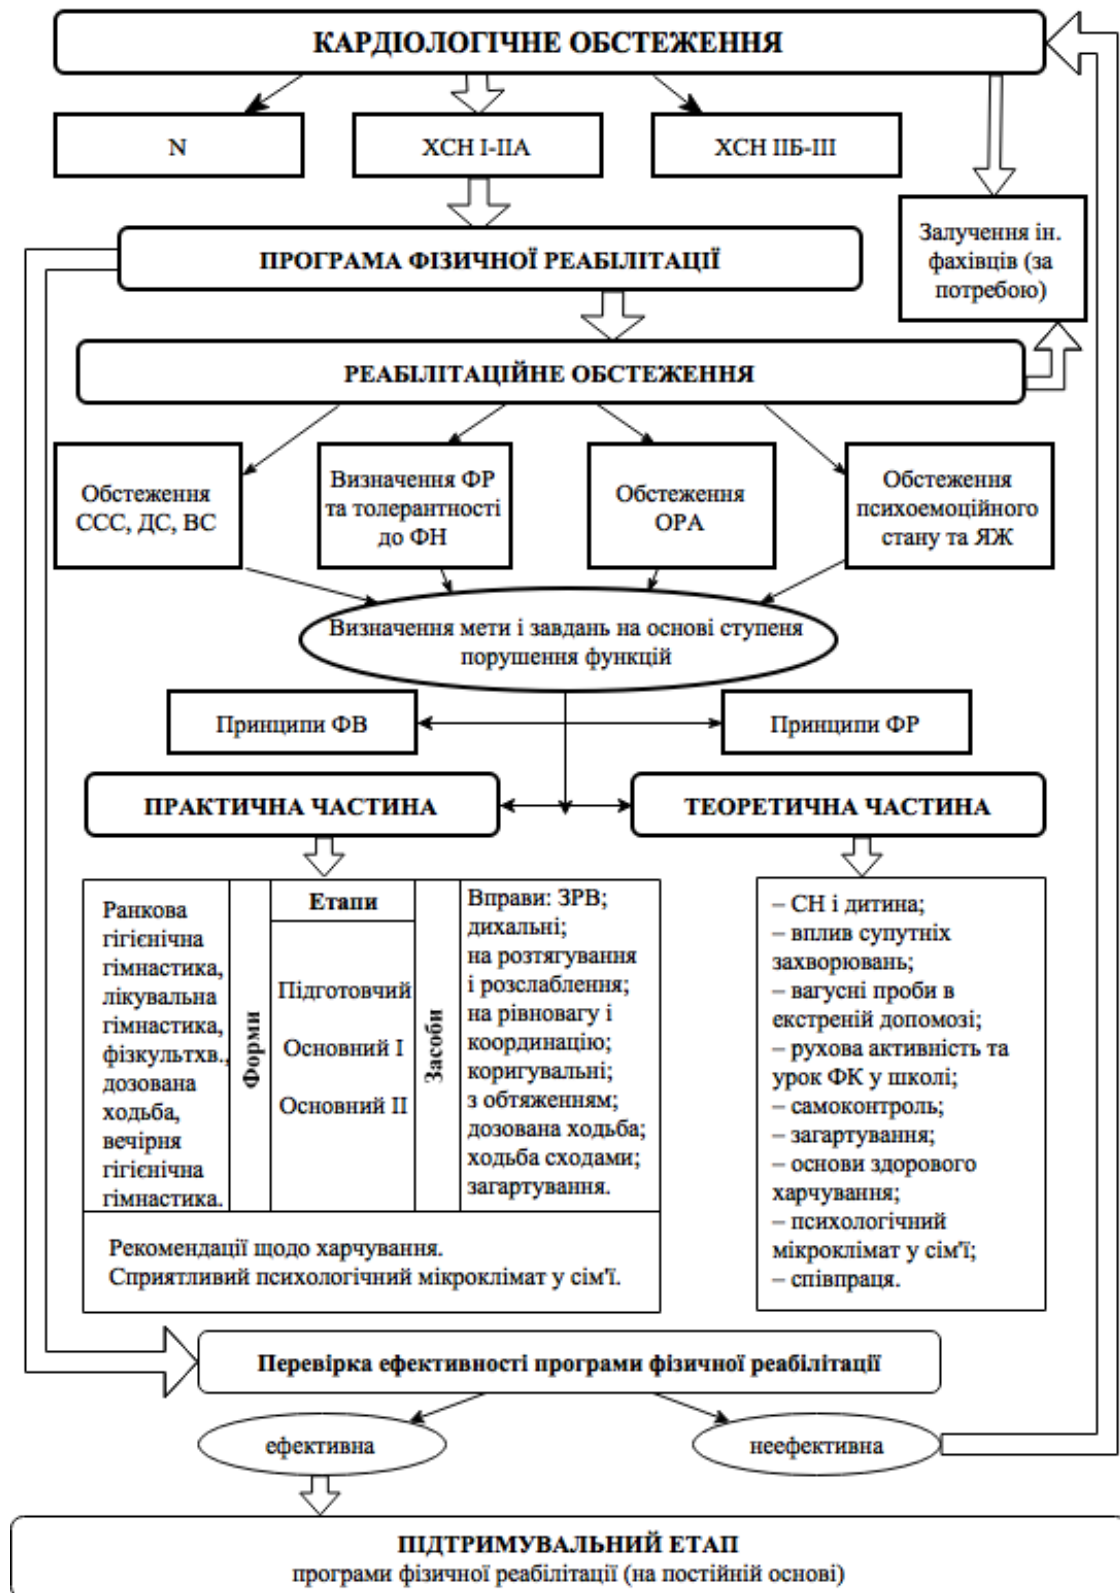 КАРДІОЛОГІЧНЕ ОБСТЕЖЕННЯ
N
ХСН І-ІІА
ХСН ІІБ-ІІІ
Залучення ін.
фахівців (за
потребою)
ПРОГРАМА ФІЗИЧНОЇ РЕАБІЛІТАЦІЇ
РЕАБІЛІТАЦІЙНЕ ОБСТЕЖЕННЯ
Обстеження
ССС, ДС, ВС
Визначення ФР
та толерантності
до ФН
Обстеження
ОРА
Обстеження
психоемоційного
стану та ЯЖ
Визначення мети і завдань на основі ступеня
порушення функцій
Принципи ФВ
Принципи ФР
ПРАКТИЧНА ЧАСТИНА
ТЕОРЕТИЧНА ЧАСТИНА
Ранкова
гігієнічна
гімнастика,
лікувальна
гімнастика,
фізкультхв.,
дозована
ходьба,
вечірня
гігієнічна
гімнастика.
Форми
Етапи
Підготовчий
Основний І
Основний ІІ
Засоби
Вправи: ЗРВ;
дихальні;
на розтягування
і розслаблення;
на рівновагу і
координацію;
коригувальні;
з обтяженням;
дозована ходьба;
ходьба сходами;
загартування.
Рекомендації щодо харчування.
Сприятливий психологічний мікроклімат у сім'ї.
– СН і дитина;
– вплив супутніх
захворювань;
– вагусні проби в
екстреній допомозі;
– рухова активність та
урок ФК у школі;
– самоконтроль;
– загартування;
– основи здорового
харчування;
– психологічний
мікроклімат у сім'ї;
– співпраця.
Перевірка ефективності програми фізичної реабілітації
ефективна
неефективна
ПІДТРИМУВАЛЬНИЙ ЕТАП
програми фізичної реабілітації (на постійній основі)